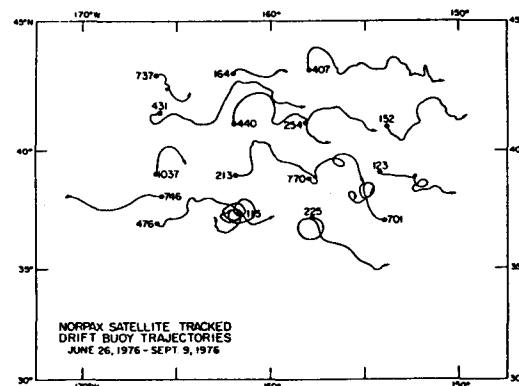 170°W 160° 150°
45°N 45°
737 164 407
431
440 254 152
40° 40°
1037 213 770 123
746
476 115 225 701
35° 35
NORPAX SATELLITE TRACKED
DRIFT BUOY TRAJECTORIES
JUNE 26, 1976 - SEPT. 9, 1976
30° 30
170°W 160° 150°